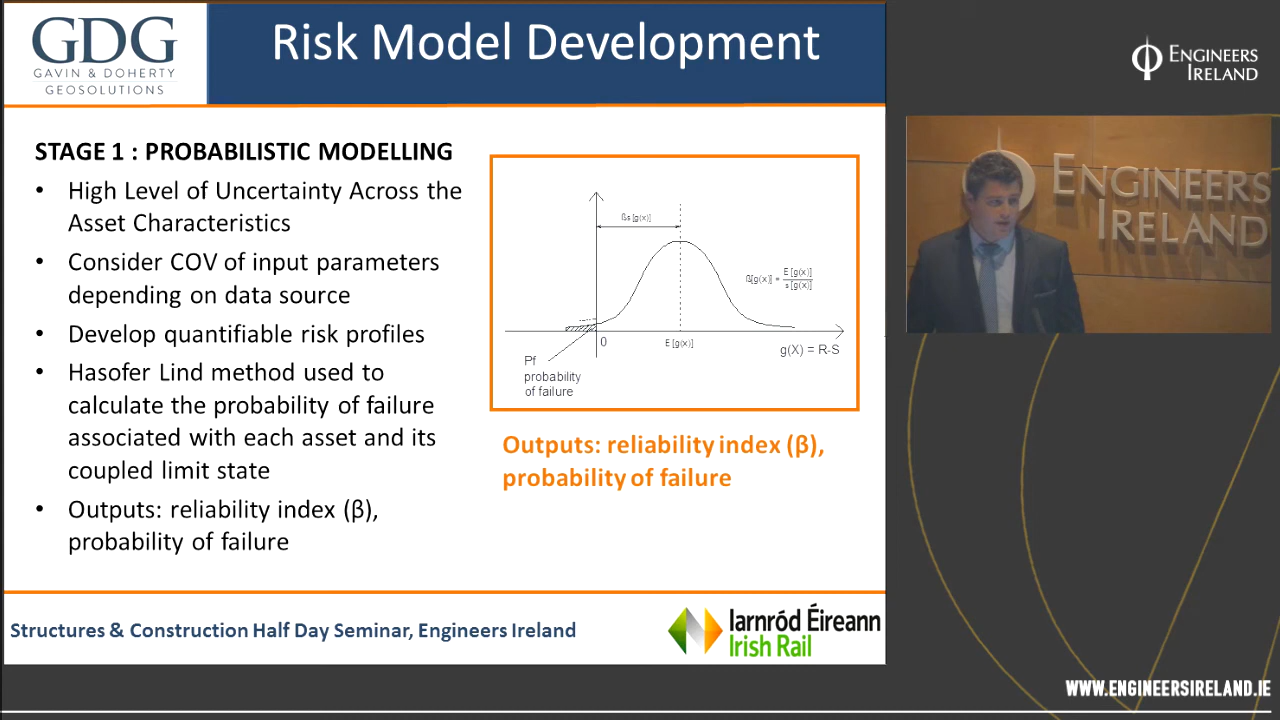 GDG
GAVIN & DOHERTY
GEOSOLUTIONS
Risk Model Development
STAGE 1 : PROBABILISTIC MODELLING
• High Level of Uncertainty Across the
Asset Characteristics
• Consider COV of input parameters
depending on data source
• Develop quantifiable risk profiles
• Hasofer Lind method used to
calculate the probability of failure
associated with each asset and its
coupled limit state
• Outputs: reliability index (β),
probability of failure
ßs [g(x)]
ß[g(x)] = E [g(x)]
s [g(x)]
0
E [g(x)]
g(X) = R-S
Pf
probability
of failure
Outputs: reliability index (β),
probability of failure
Structures & Construction Half Day Seminar, Engineers Ireland
Iarnród Éireann
Irish Rail
ENGINEERS
IRELAND
ENGINEERS
IRELAND
WWW.ENGINEERSIRELAND.IE